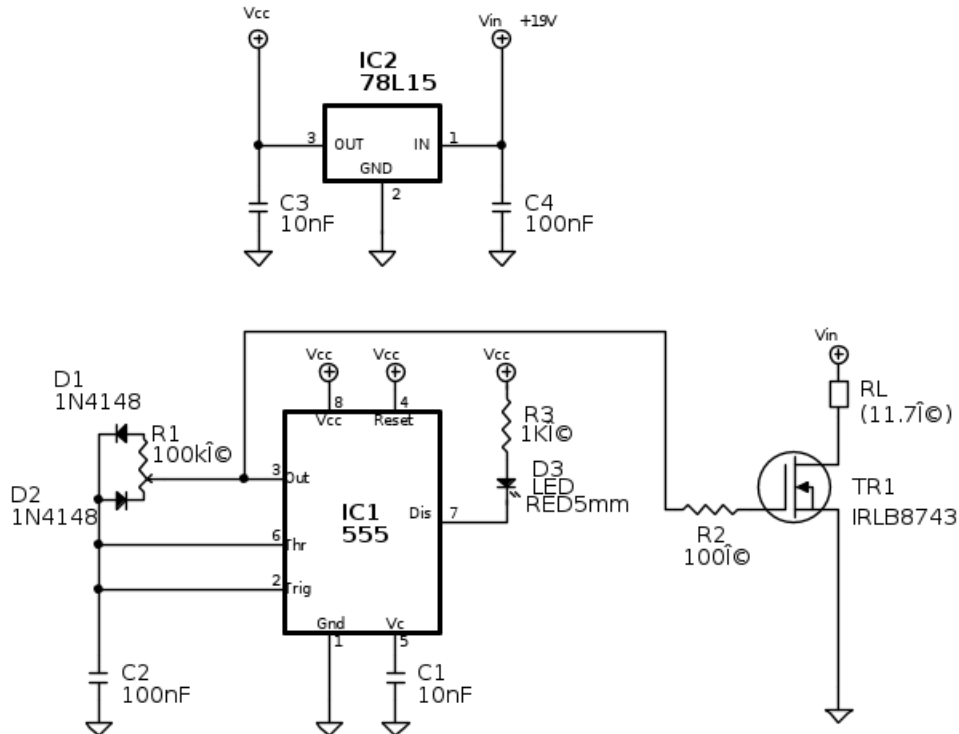 Vcc
Vin +19V
IC2
78L15
3 OUT IN 1
GND
2
C3
10nF
C4
100nF
Vcc Vcc Vcc Vin
D1
1N4148
R1
100kÎ©
D2
1N4148
8 4
Vcc Reset
3 Out
IC1
555
Dis 7
6 Thr
2 Trig
Gnd Vc
1 5
R3
1KÎ©
D3
LED
RED5mm
RL
(11.7Î©)
TR1
IRLB8743
R2
100Î©
C2
100nF
C1
10nF